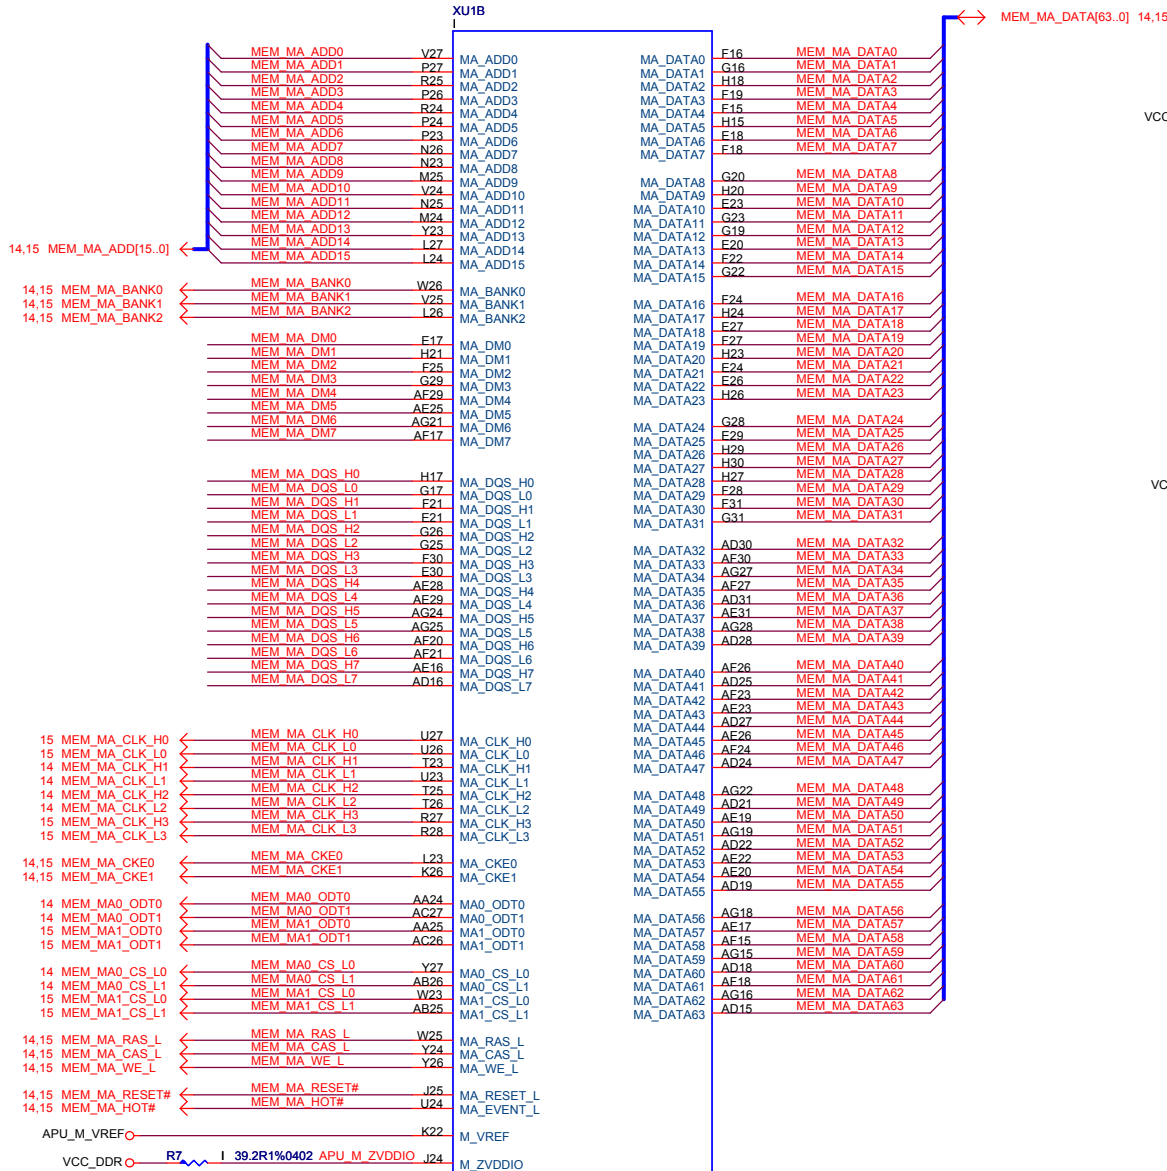 XU1B
MEM_MA_DATA[63..0] 14,15
MEM_MA_ADD0 V27 MA_ADD0
MEM_MA_ADD1 P27 MA_ADD1
MEM_MA_ADD2 R25 MA_ADD2
MEM_MA_ADD3 P26 MA_ADD3
MEM_MA_ADD4 R24 MA_ADD4
MEM_MA_ADD5 P24 MA_ADD5
MEM_MA_ADD6 P23 MA_ADD6
MEM_MA_ADD7 N26 MA_ADD7
MEM_MA_ADD8 N23 MA_ADD8
MEM_MA_ADD9 M25 MA_ADD9
MEM_MA_ADD10 V24 MA_ADD10
MEM_MA_ADD11 N25 MA_ADD11
MEM_MA_ADD12 M24 MA_ADD12
MEM_MA_ADD13 Y23 MA_ADD13
MEM_MA_ADD14 L27 MA_ADD14
MEM_MA_ADD15 L24 MA_ADD15
14,15 MEM_MA_ADD[15..0]
14,15 MEM_MA_BANK0 MEM_MA_BANK0 W26 MA_BANK0
14,15 MEM_MA_BANK1 MEM_MA_BANK1 V25 MA_BANK1
14,15 MEM_MA_BANK2 MEM_MA_BANK2 L26 MA_BANK2
MEM_MA_DM0 E17 MA_DM0
MEM_MA_DM1 H21 MA_DM1
MEM_MA_DM2 F25 MA_DM2
MEM_MA_DM3 G29 MA_DM3
MEM_MA_DM4 AF29 MA_DM4
MEM_MA_DM5 AE25 MA_DM5
MEM_MA_DM6 AG21 MA_DM6
MEM_MA_DM7 AF17 MA_DM7
MEM_MA_DQS_H0 H17 MA_DQS_H0
MEM_MA_DQS_L0 G17 MA_DQS_L0
MEM_MA_DQS_H1 F21 MA_DQS_H1
MEM_MA_DQS_L1 E21 MA_DQS_L1
MEM_MA_DQS_H2 G26 MA_DQS_H2
MEM_MA_DQS_L2 G25 MA_DQS_L2
MEM_MA_DQS_H3 F30 MA_DQS_H3
MEM_MA_DQS_L3 E30 MA_DQS_L3
MEM_MA_DQS_H4 AE28 MA_DQS_H4
MEM_MA_DQS_L4 AE29 MA_DQS_L4
MEM_MA_DQS_H5 AG24 MA_DQS_H5
MEM_MA_DQS_L5 AG25 MA_DQS_L5
MEM_MA_DQS_H6 AF20 MA_DQS_H6
MEM_MA_DQS_L6 AF21 MA_DQS_L6
MEM_MA_DQS_H7 AE16 MA_DQS_H7
MEM_MA_DQS_L7 AD16 MA_DQS_L7
15 MEM_MA_CLK_H0 MEM_MA_CLK_H0 U27 MA_CLK_H0
15 MEM_MA_CLK_L0 MEM_MA_CLK_L0 U26 MA_CLK_L0
14 MEM_MA_CLK_H1 MEM_MA_CLK_H1 T23 MA_CLK_H1
14 MEM_MA_CLK_L1 MEM_MA_CLK_L1 U23 MA_CLK_L1
14 MEM_MA_CLK_H2 MEM_MA_CLK_H2 T25 MA_CLK_H2
14 MEM_MA_CLK_L2 MEM_MA_CLK_L2 T26 MA_CLK_L2
15 MEM_MA_CLK_H3 MEM_MA_CLK_H3 R27 MA_CLK_H3
15 MEM_MA_CLK_L3 MEM_MA_CLK_L3 R28 MA_CLK_L3
14,15 MEM_MA_CKE0 MEM_MA_CKE0 L23 MA_CKE0
14,15 MEM_MA_CKE1 MEM_MA_CKE1 K26 MA_CKE1
14 MEM_MA0_ODT0 MEM_MA0_ODT0 AA24 MA0_ODT0
14 MEM_MA0_ODT1 MEM_MA0_ODT1 AC27 MA0_ODT1
15 MEM_MA1_ODT0 MEM_MA1_ODT0 AA25 MA1_ODT0
15 MEM_MA1_ODT1 MEM_MA1_ODT1 AC26 MA1_ODT1
14 MEM_MA0_CS_L0 MEM_MA0_CS_L0 Y27 MA0_CS_L0
14 MEM_MA0_CS_L1 MEM_MA0_CS_L1 AB26 MA0_CS_L1
15 MEM_MA1_CS_L0 MEM_MA1_CS_L0 W23 MA1_CS_L0
15 MEM_MA1_CS_L1 MEM_MA1_CS_L1 AB25 MA1_CS_L1
14,15 MEM_MA_RAS_L MEM_MA_RAS_L W25 MA_RAS_L
14,15 MEM_MA_CAS_L MEM_MA_CAS_L Y24 MA_CAS_L
14,15 MEM_MA_WE_L MEM_MA_WE_L Y26 MA_WE_L
14,15 MEM_MA_RESET# MEM_MA_RESET# J25 MA_RESET_L
14,15 MEM_MA_HOT# MEM_MA_HOT# U24 MA_EVENT_L
APU_M_VREF K22 M_VREF
VCC_DDR R7 I 39.2R1%0402 APU_M_ZVDDIO J24 M_ZVDDIO
MA_DATA0 F16 MEM_MA_DATA0
MA_DATA1 G16 MEM_MA_DATA1
MA_DATA2 H18 MEM_MA_DATA2
MA_DATA3 F19 MEM_MA_DATA3
MA_DATA4 F15 MEM_MA_DATA4
MA_DATA5 H15 MEM_MA_DATA5
MA_DATA6 E18 MEM_MA_DATA6
MA_DATA7 F18 MEM_MA_DATA7
MA_DATA8 G20 MEM_MA_DATA8
MA_DATA9 H20 MEM_MA_DATA9
MA_DATA10 E23 MEM_MA_DATA10
MA_DATA11 G23 MEM_MA_DATA11
MA_DATA12 G19 MEM_MA_DATA12
MA_DATA13 E20 MEM_MA_DATA13
MA_DATA14 F22 MEM_MA_DATA14
MA_DATA15 G22 MEM_MA_DATA15
MA_DATA16 F24 MEM_MA_DATA16
MA_DATA17 H24 MEM_MA_DATA17
MA_DATA18 E27 MEM_MA_DATA18
MA_DATA19 F27 MEM_MA_DATA19
MA_DATA20 H23 MEM_MA_DATA20
MA_DATA21 E24 MEM_MA_DATA21
MA_DATA22 E26 MEM_MA_DATA22
MA_DATA23 H26 MEM_MA_DATA23
MA_DATA24 G28 MEM_MA_DATA24
MA_DATA25 E29 MEM_MA_DATA25
MA_DATA26 H29 MEM_MA_DATA26
MA_DATA27 H30 MEM_MA_DATA27
MA_DATA28 H27 MEM_MA_DATA28
MA_DATA29 F28 MEM_MA_DATA29
MA_DATA30 F31 MEM_MA_DATA30
MA_DATA31 G31 MEM_MA_DATA31
MA_DATA32 AD30 MEM_MA_DATA32
MA_DATA33 AF30 MEM_MA_DATA33
MA_DATA34 AG27 MEM_MA_DATA34
MA_DATA35 AF27 MEM_MA_DATA35
MA_DATA36 AD31 MEM_MA_DATA36
MA_DATA37 AE31 MEM_MA_DATA37
MA_DATA38 AG28 MEM_MA_DATA38
MA_DATA39 AD28 MEM_MA_DATA39
MA_DATA40 AF26 MEM_MA_DATA40
MA_DATA41 AD25 MEM_MA_DATA41
MA_DATA42 AF23 MEM_MA_DATA42
MA_DATA43 AE23 MEM_MA_DATA43
MA_DATA44 AD27 MEM_MA_DATA44
MA_DATA45 AE26 MEM_MA_DATA45
MA_DATA46 AF24 MEM_MA_DATA46
MA_DATA47 AD24 MEM_MA_DATA47
MA_DATA48 AG22 MEM_MA_DATA48
MA_DATA49 AD21 MEM_MA_DATA49
MA_DATA50 AE19 MEM_MA_DATA50
MA_DATA51 AG19 MEM_MA_DATA51
MA_DATA52 AD22 MEM_MA_DATA52
MA_DATA53 AE22 MEM_MA_DATA53
MA_DATA54 AE20 MEM_MA_DATA54
MA_DATA55 AD19 MEM_MA_DATA55
MA_DATA56 AG18 MEM_MA_DATA56
MA_DATA57 AE17 MEM_MA_DATA57
MA_DATA58 AF15 MEM_MA_DATA58
MA_DATA59 AG15 MEM_MA_DATA59
MA_DATA60 AD18 MEM_MA_DATA60
MA_DATA61 AF18 MEM_MA_DATA61
MA_DATA62 AG16 MEM_MA_DATA62
MA_DATA63 AD15 MEM_MA_DATA63